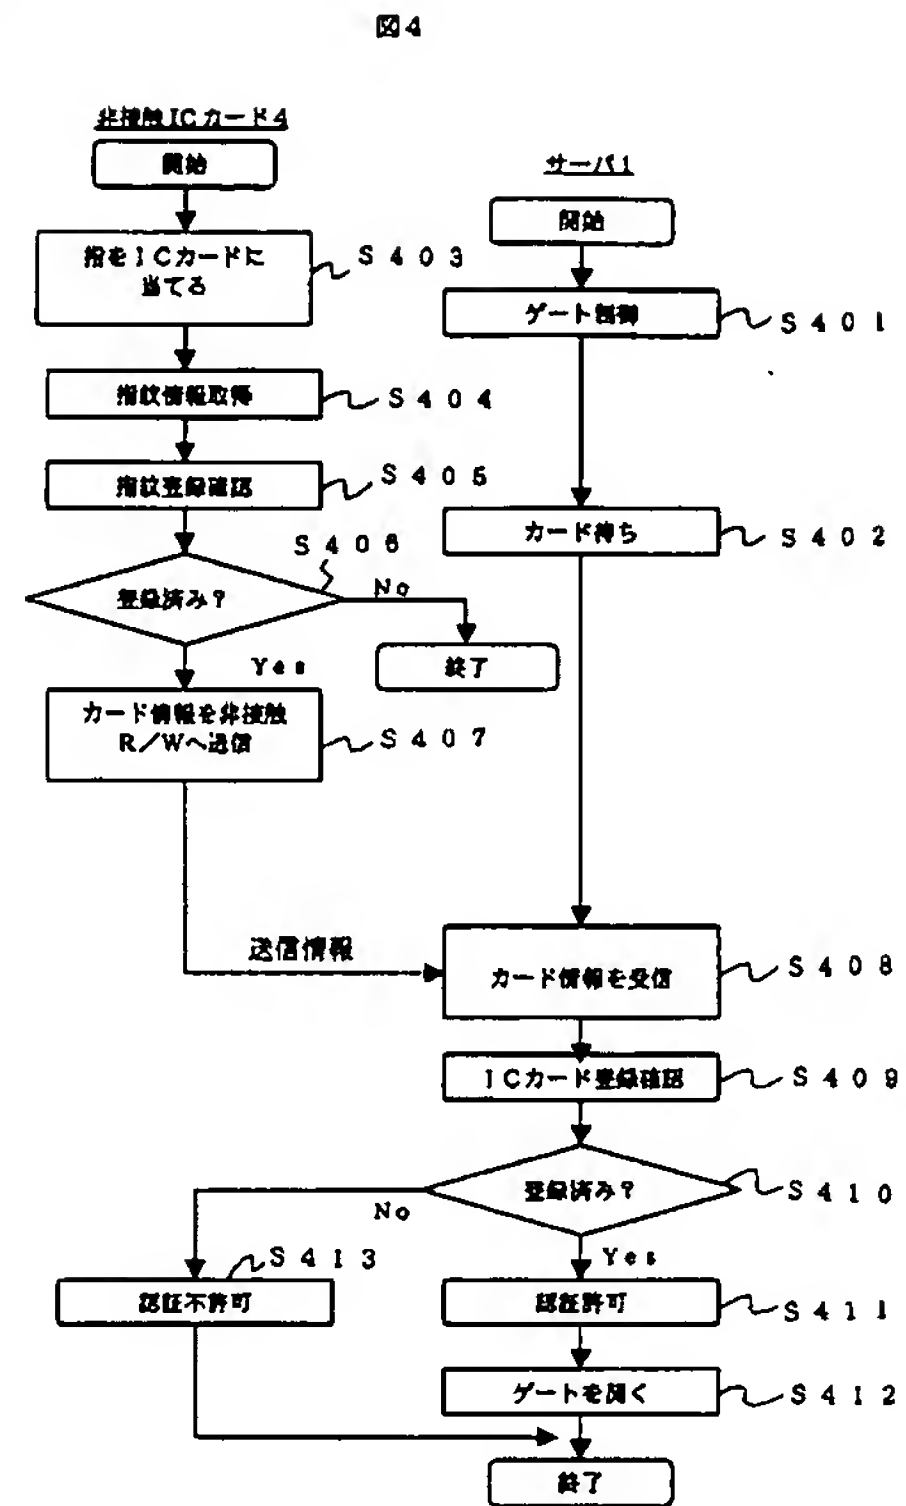 図4
非接触ICカード4
開始
指をICカードに
当てる
S403
指紋情報取得
S404
指紋登録確認
S405
S406
登録済み?
No
終了
Yes
カード情報を非接触
R/Wへ送信
S407
送信情報
サーバ1
開始
ゲート制御
S401
カード待ち
S402
カード情報を受信
S408
ICカード登録確認
S409
登録済み?
S410
No
Yes
S413
認証不許可
認証許可
S411
ゲートを開く
S412
終了